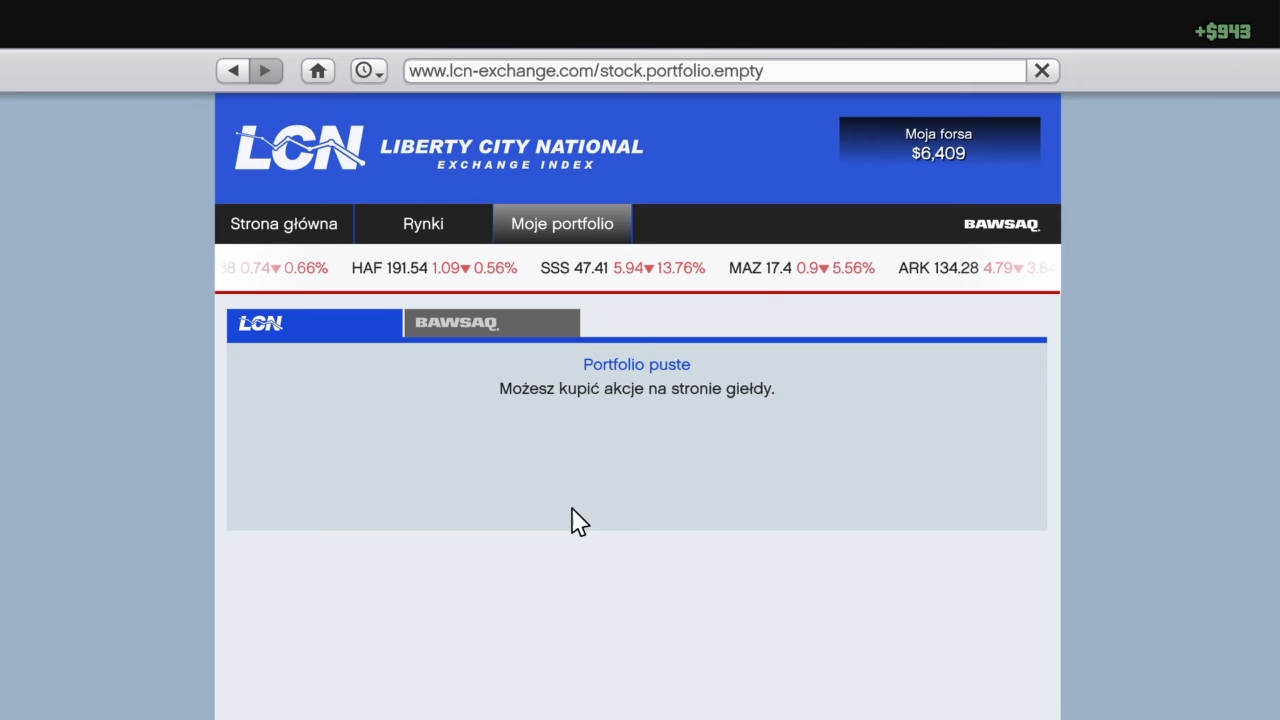 +$943
www.lcn-exchange.com/stock.portfolio.empty
LCN LIBERTY CITY NATIONAL
EXCHANGE INDEX
Moja forsa
$6,409
Strona główna Rynki Moje portfolio BAWSAQ
0.74▼0.66% HAF 191.54 1.09▼0.56% SSS 47.41 5.94▼13.76% MAZ 17.4 0.9▼5.56% ARK 134.28 4.79▼
LCN BAWSAQ
Portfolio puste
Możesz kupić akcje na stronie giełdy.